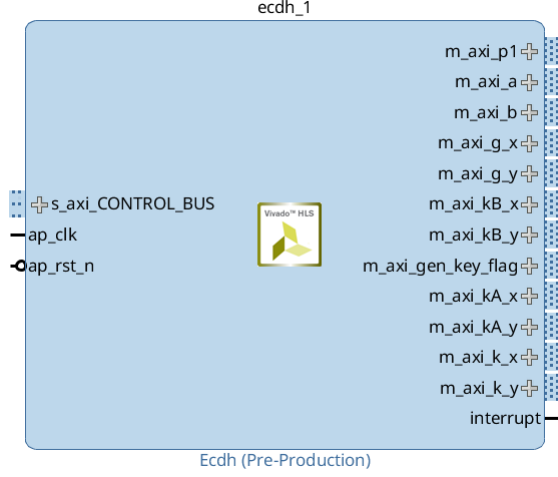 ecdh_1
m_axi_p1
m_axi_a
m_axi_b
m_axi_g_x
m_axi_g_y
s_axi_CONTROL_BUS
Vivado™ HLS
m_axi_kB_x
ap_clk
m_axi_kB_y
ap_rst_n
m_axi_gen_key_flag
m_axi_kA_x
m_axi_kA_y
m_axi_k_x
m_axi_k_y
interrupt
Ecdh (Pre-Production)